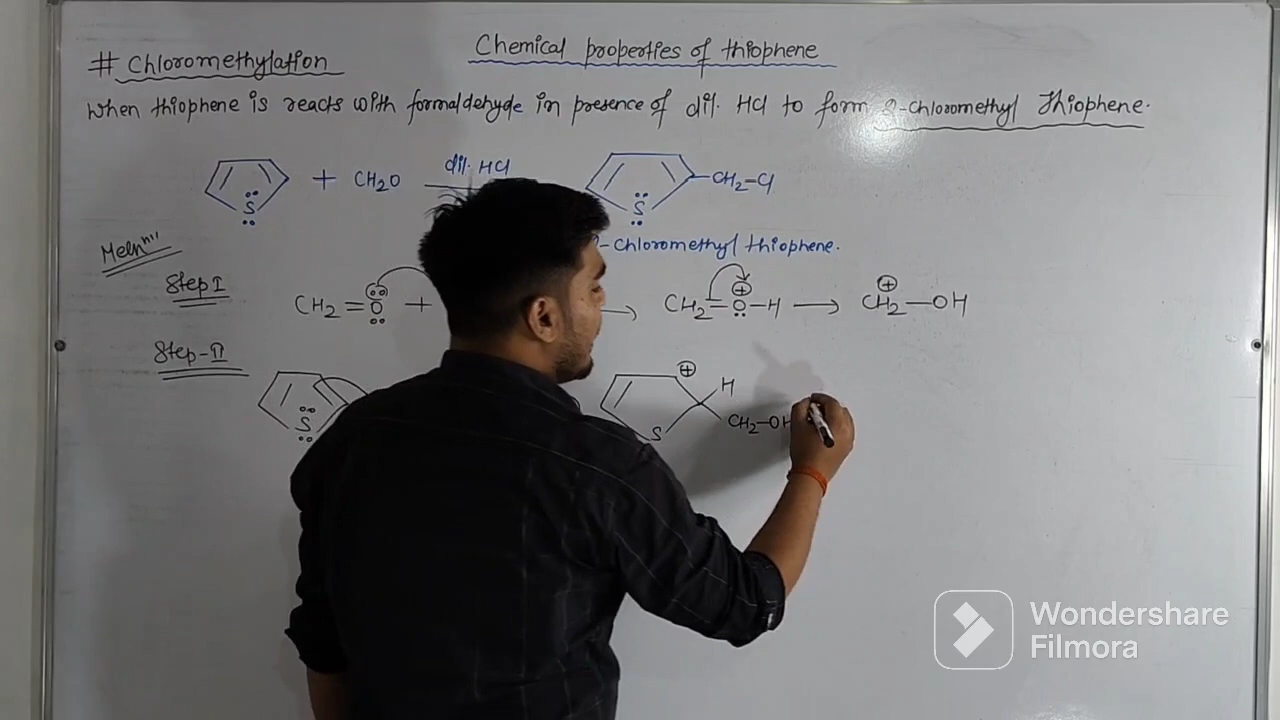 Chemical properties of thiophene
# Chloromethylation
When thiophene is reacts with formaldehyde in presence of dil. HCl to form 2-chloromethyl thiophene.
S + CH2O dil. HCl S CH2-Cl
-Chloromethyl thiophene.
Mechnᵐ
Step I
CH2=O + → CH2=O-H → CH2-OH
Step-II
S ⊕ H
S CH2-OH
Wondershare
Filmora